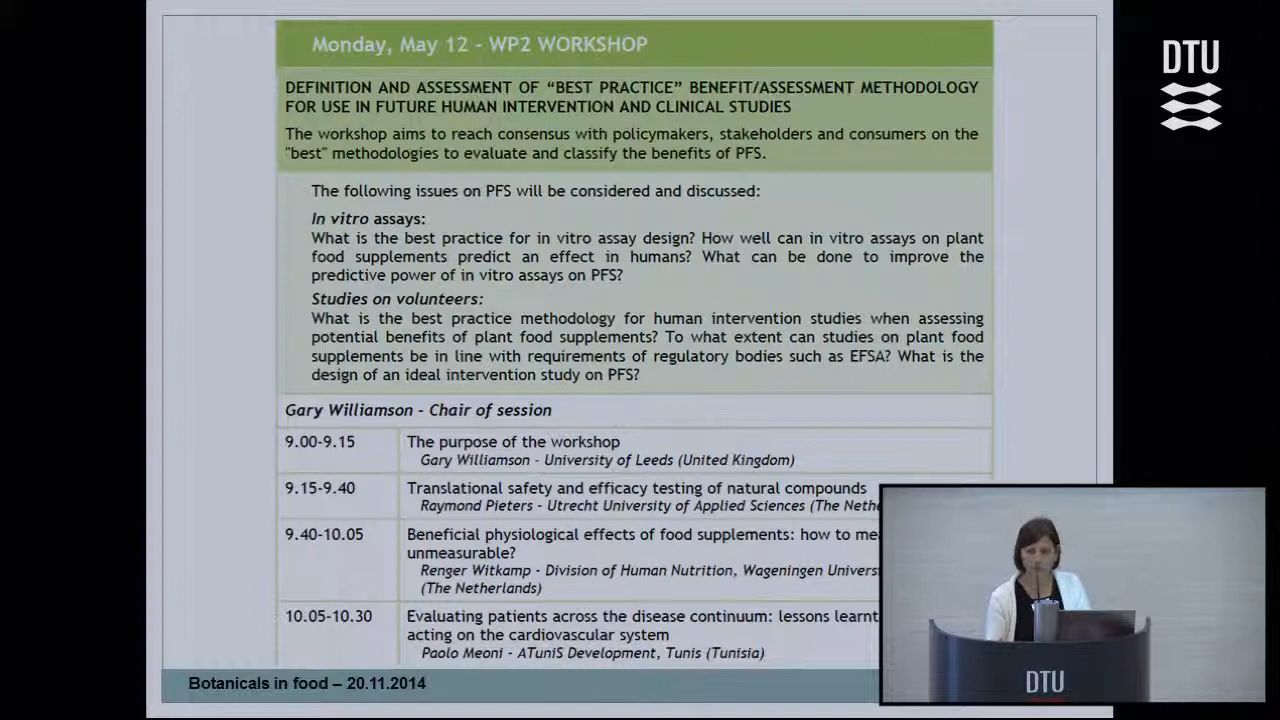 Monday, May 12 - WP2 WORKSHOP
DEFINITION AND ASSESSMENT OF “BEST PRACTICE” BENEFIT/ASSESSMENT METHODOLOGY
FOR USE IN FUTURE HUMAN INTERVENTION AND CLINICAL STUDIES
The workshop aims to reach consensus with policymakers, stakeholders and consumers on the
"best" methodologies to evaluate and classify the benefits of PFS.
The following issues on PFS will be considered and discussed:
In vitro assays:
What is the best practice for in vitro assay design? How well can in vitro assays on plant
food supplements predict an effect in humans? What can be done to improve the
predictive power of in vitro assays on PFS?
Studies on volunteers:
What is the best practice methodology for human intervention studies when assessing
potential benefits of plant food supplements? To what extent can studies on plant food
supplements be in line with requirements of regulatory bodies such as EFSA? What is the
design of an ideal intervention study on PFS?
Gary Williamson - Chair of session
9.00-9.15 The purpose of the workshop
Gary Williamson - University of Leeds (United Kingdom)
9.15-9.40 Translational safety and efficacy testing of natural compounds
Raymond Pieters - Utrecht University of Applied Sciences (The
9.40-10.05 Beneficial physiological effects of food supplements: how to
unmeasurable?
Renger Witkamp - Division of Human Nutrition, Wageningen
(The Netherlands)
10.05-10.30 Evaluating patients across the disease continuum: lessons learnt
acting on the cardiovascular system
Paolo Meoni - ATuniS Development, Tunis (Tunisia)
Botanicals in food – 20.11.2014
DTU
DTU